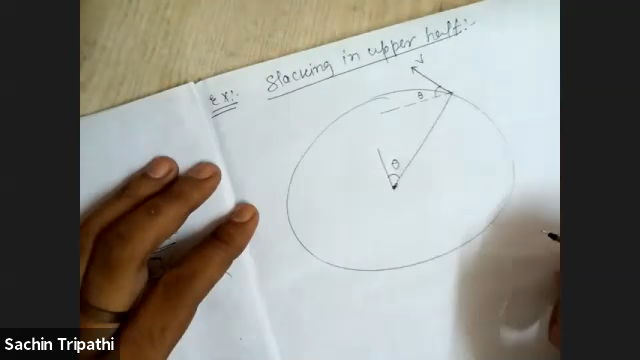 Ex:- Slacking in upper half:-
V
θ
θ
Sachin Tripathi